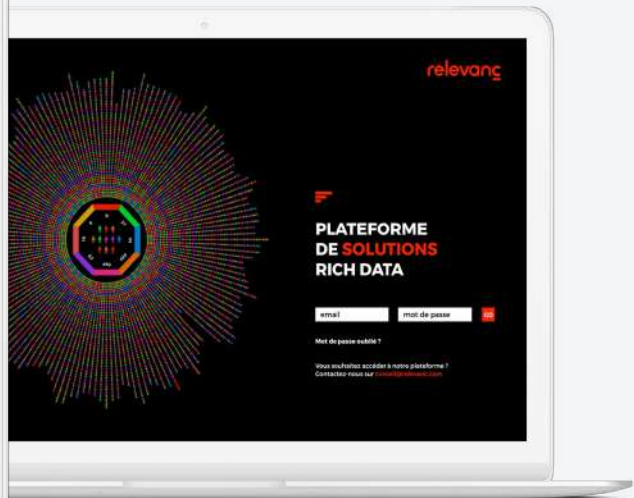 relevanc
PLATEFORME
DE SOLUTIONS
RICH DATA
email mot de passe GO
Mot de passe oublié ?
Vous souhaitez accéder à notre plateforme ?
Contactez-nous sur